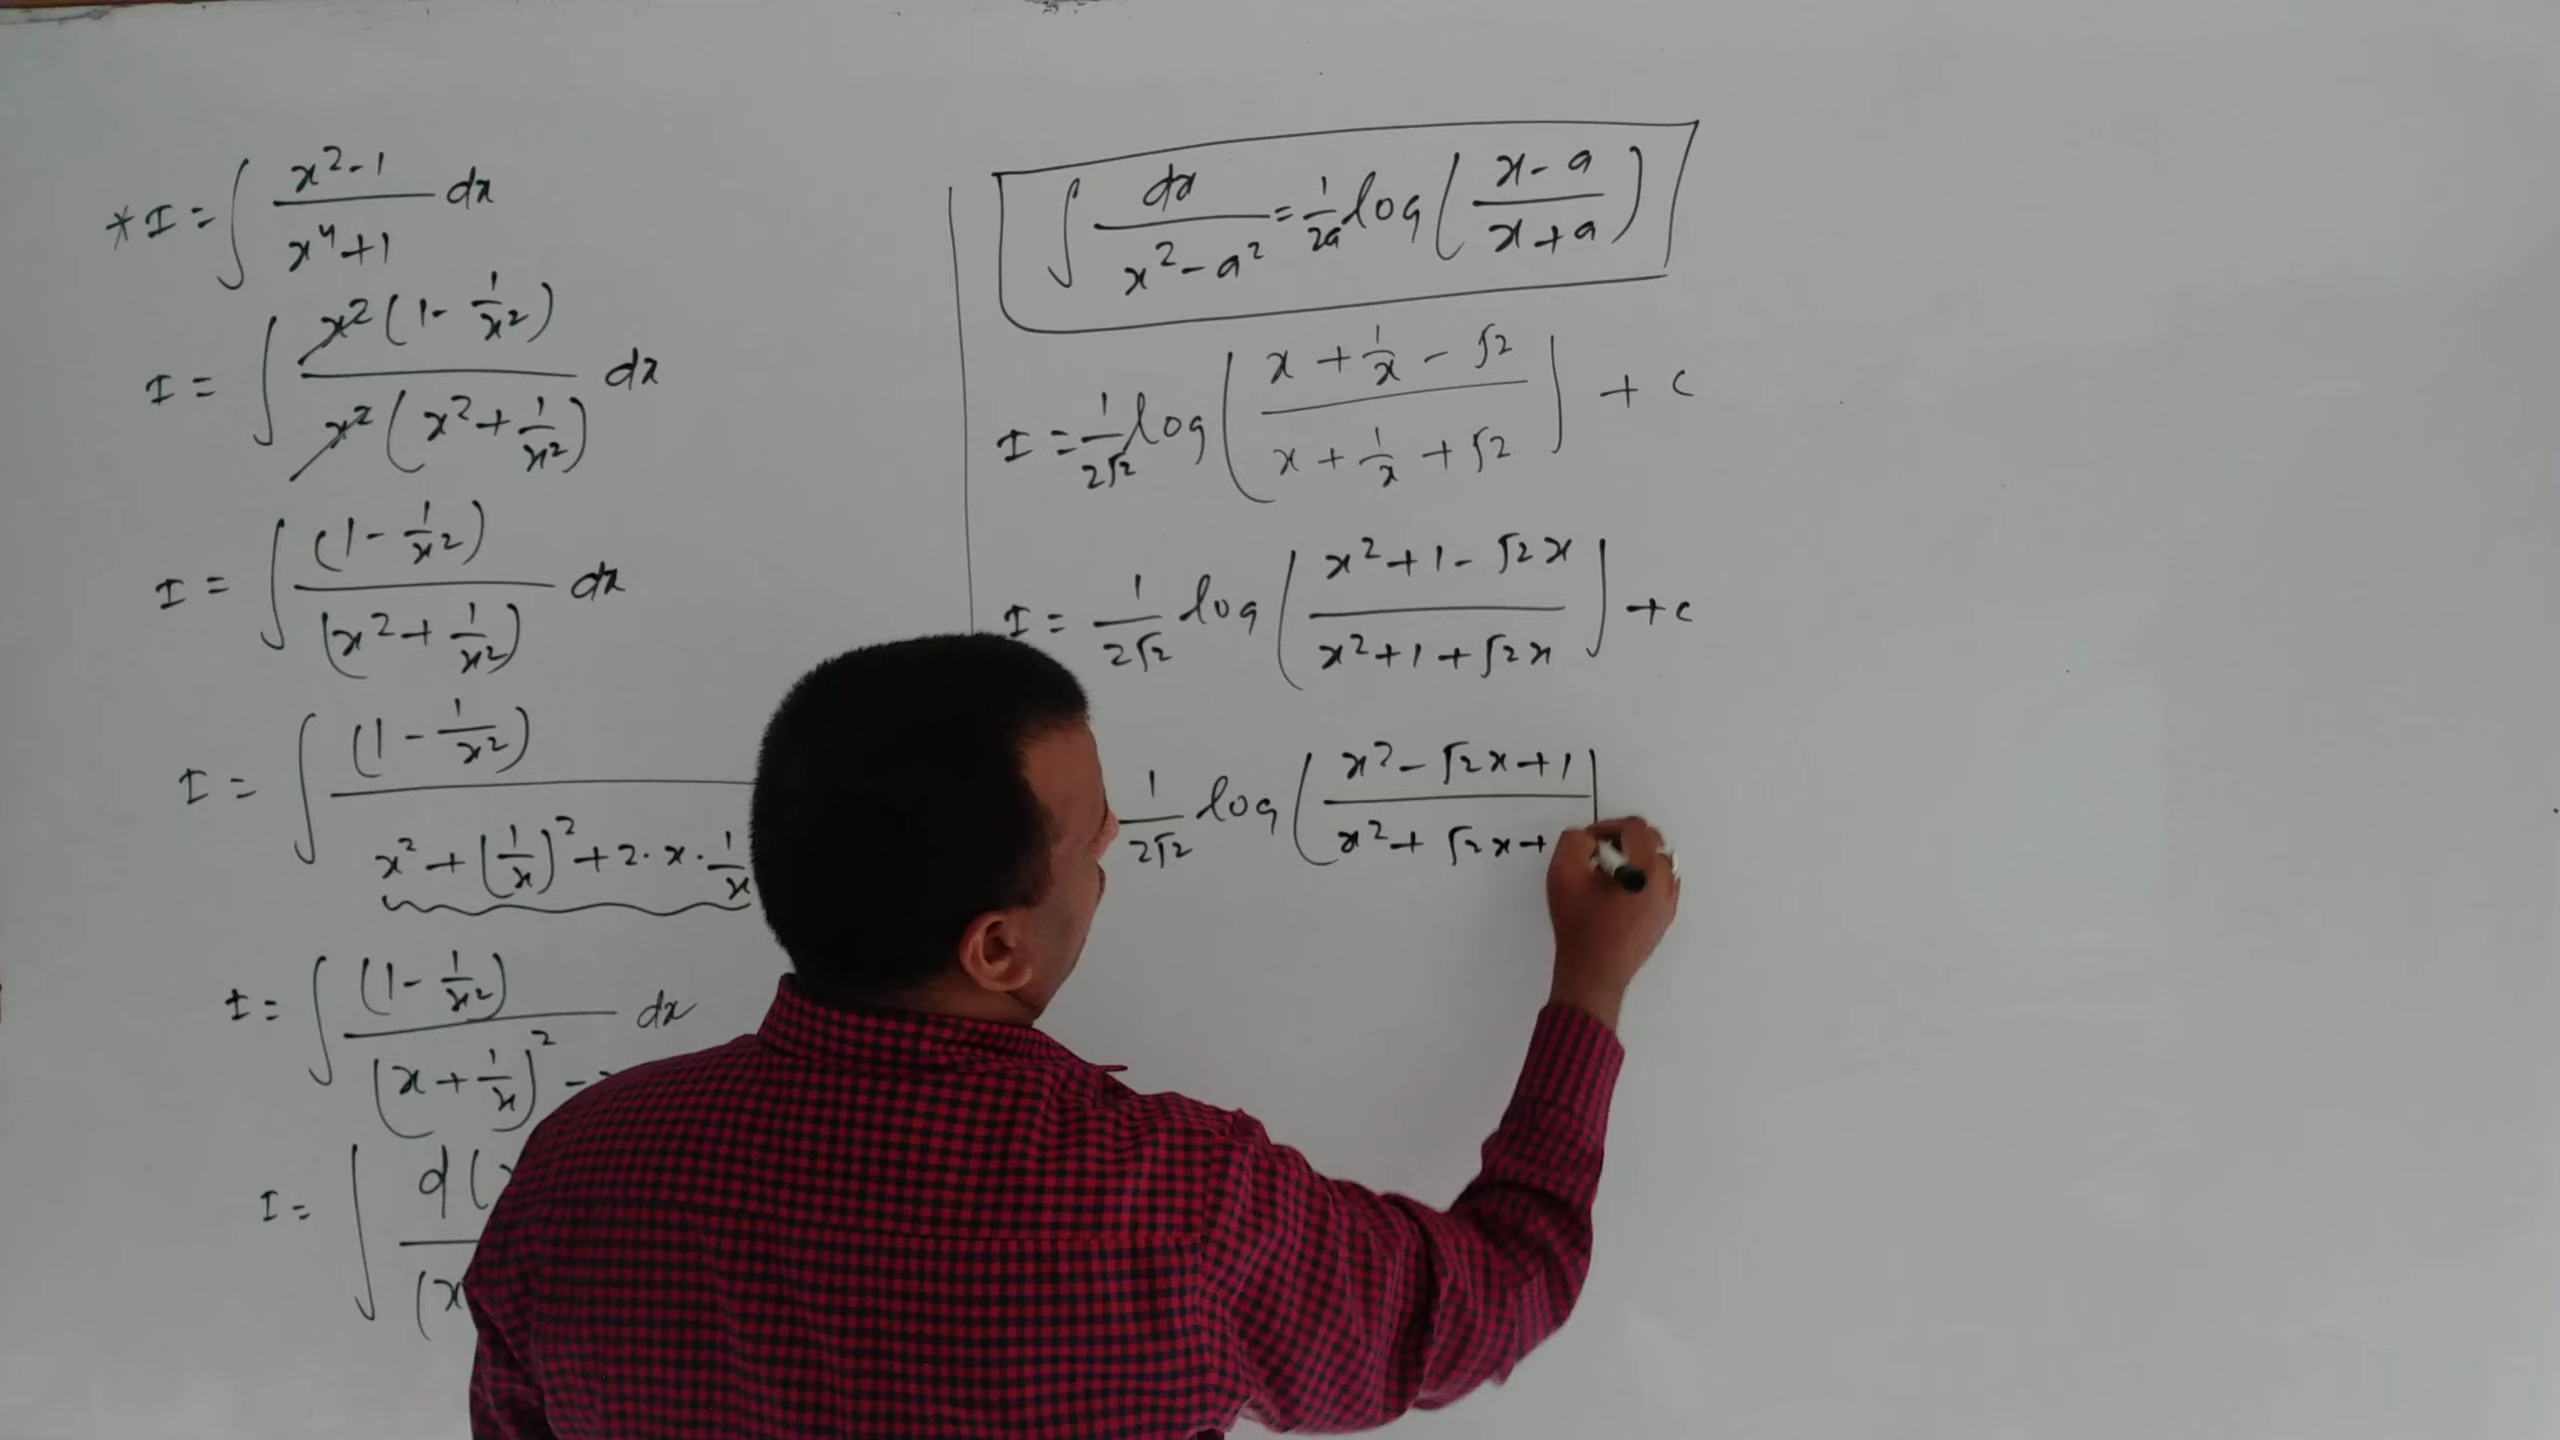 * I = ∫ (x² - 1)/(x⁴ + 1) dx
I = ∫ x²(1 - 1/x²) / x²(x² + 1/x²) dx
I = ∫ (1 - 1/x²) / (x² + 1/x²) dx
I = ∫ (1 - 1/x²) / x² + (1/x)² + 2·x·1/x
I = ∫ (1 - 1/x²) / (x + 1/x)² - dx
I = ∫ d( / (x
∫ dx/(x² - a²) = 1/2a log((x - a)/(x + a))
I = 1/2√2 log((x + 1/x - √2)/(x + 1/x + √2)) + c
I = 1/2√2 log((x² + 1 - √2x)/(x² + 1 + √2x)) + c
1/2√2 log((x² - √2x + 1)/(x² + √2x +